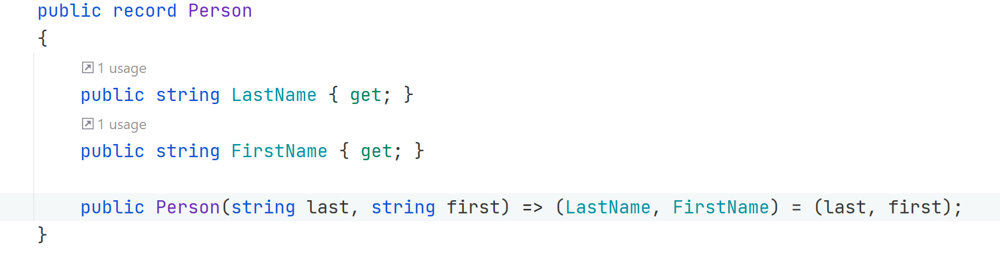 public record Person
{
1 usage
public string LastName { get; }
1 usage
public string FirstName { get; }
public Person(string last, string first) => (LastName, FirstName) = (last, first);
}